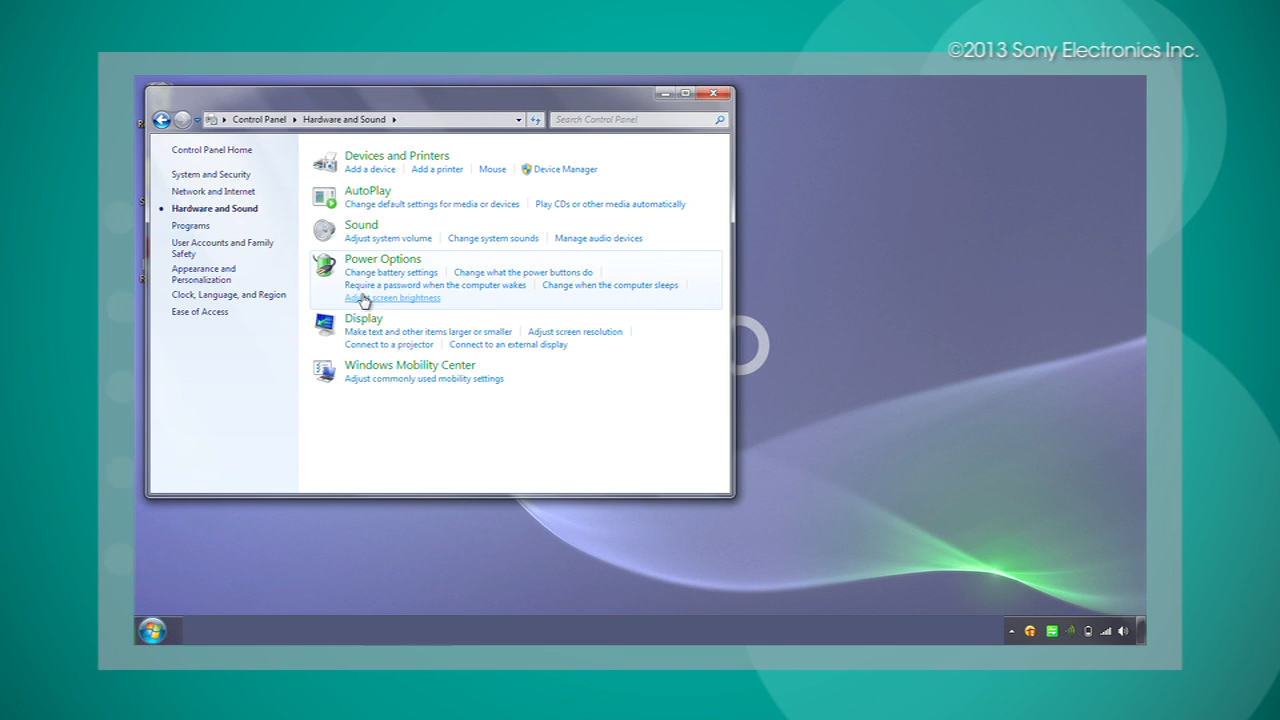 ©2013 Sony Electronics Inc.
Control Panel Hardware and Sound
Search Control Panel
Control Panel Home
System and Security
Network and Internet
Hardware and Sound
Programs
User Accounts and Family
Safety
Appearance and
Personalization
Clock, Language, and Region
Ease of Access
Devices and Printers
Add a device Add a printer Mouse Device Manager
AutoPlay
Change default settings for media or devices Play CDs or other media automatically
Sound
Adjust system volume Change system sounds Manage audio devices
Power Options
Change battery settings Change what the power buttons do
Require a password when the computer wakes Change when the computer sleeps
Adjust screen brightness
Display
Make text and other items larger or smaller Adjust screen resolution
Connect to a projector Connect to an external display
Windows Mobility Center
Adjust commonly used mobility settings